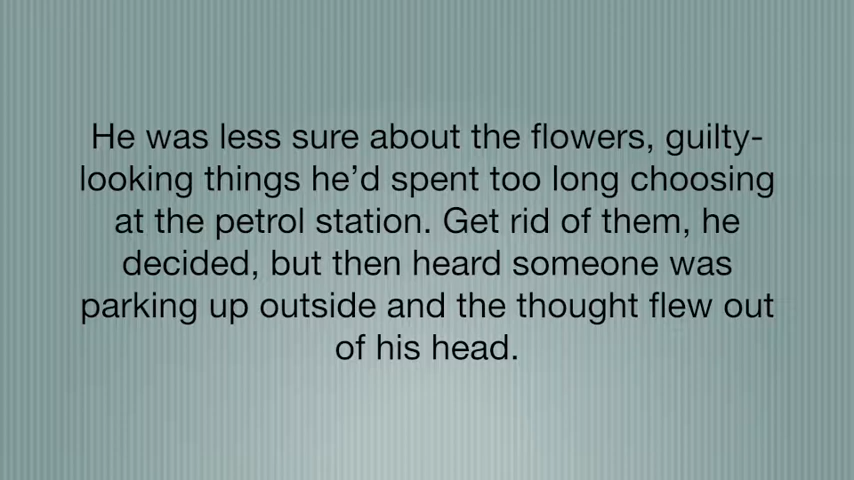 He was less sure about the flowers, guilty-
looking things he’d spent too long choosing
at the petrol station. Get rid of them, he
decided, but then heard someone was
parking up outside and the thought flew out
of his head.